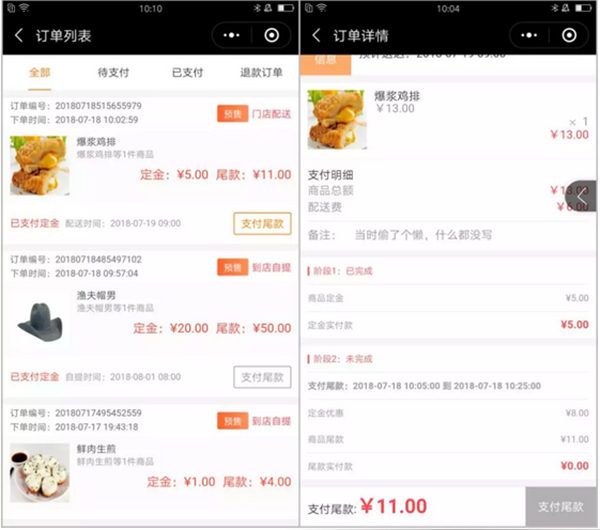 10:10
订单列表
全部 待支付 已支付 退款订单
订单编号：20180718515655979
下单时间：2018-07-18 10:02:59
预售 门店配送
爆浆鸡排
爆浆鸡排等1件商品
定金：¥5.00 尾款：¥11.00
已支付定金 配送时间：2018-07-19 09:00 支付尾款
订单编号：20180718485497102
下单时间：2018-07-18 09:57:04
预售 到店自提
渔夫帽男
渔夫帽男等1件商品
定金：¥20.00 尾款：¥50.00
已支付定金 自提时间：2018-08-01 08:00 支付尾款
订单编号：20180717495452559
下单时间：2018-07-17 19:43:18
预售 到店自提
鲜肉生煎
鲜肉生煎等1件商品
定金：¥1.00 尾款：¥4.00
10:04
订单详情
信息
爆浆鸡排
¥13.00
× 1
¥13.00
支付明细
商品总额
配送费
备注： 当时偷了个懒，什么都没写
阶段1：已完成
商品定金 ¥5.00
定金实付款 ¥5.00
阶段2：未完成
支付尾款：2018-07-18 10:05:00 到 2018-07-18 10:25:00
定金优惠 ¥8.00
商品尾款 ¥11.00
尾款实付款 ¥0.00
支付尾款:¥11.00 支付尾款